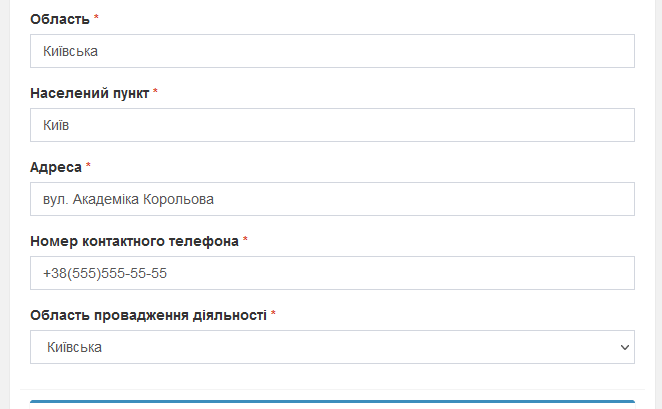 Область *
Київська
Населений пункт *
Київ
Адреса *
вул. Академіка Корольова
Номер контактного телефона *
+38(555)555-55-55
Область провадження діяльності *
Київська